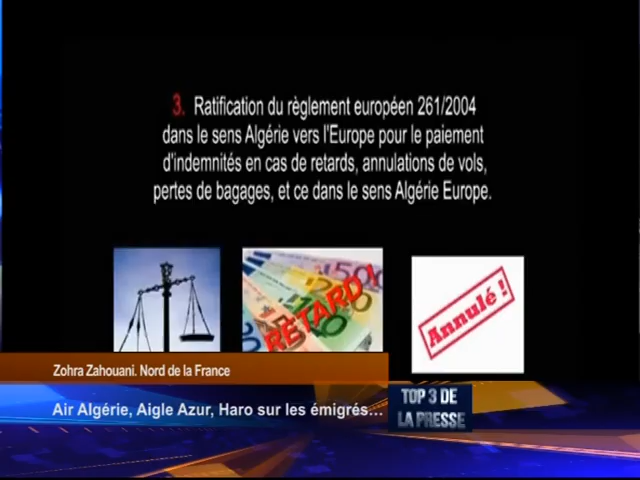 3. Ratification du règlement européen 261/2004
dans le sens Algérie vers l'Europe pour le paiement
d'indemnités en cas de retards, annulations de vols,
pertes de bagages, et ce dans le sens Algérie Europe.
RETARD !
Annulé !
Zohra Zahouani. Nord de la France
Air Algérie, Aigle Azur, Haro sur les émigrés...
TOP 3 DE
LA PRESSE